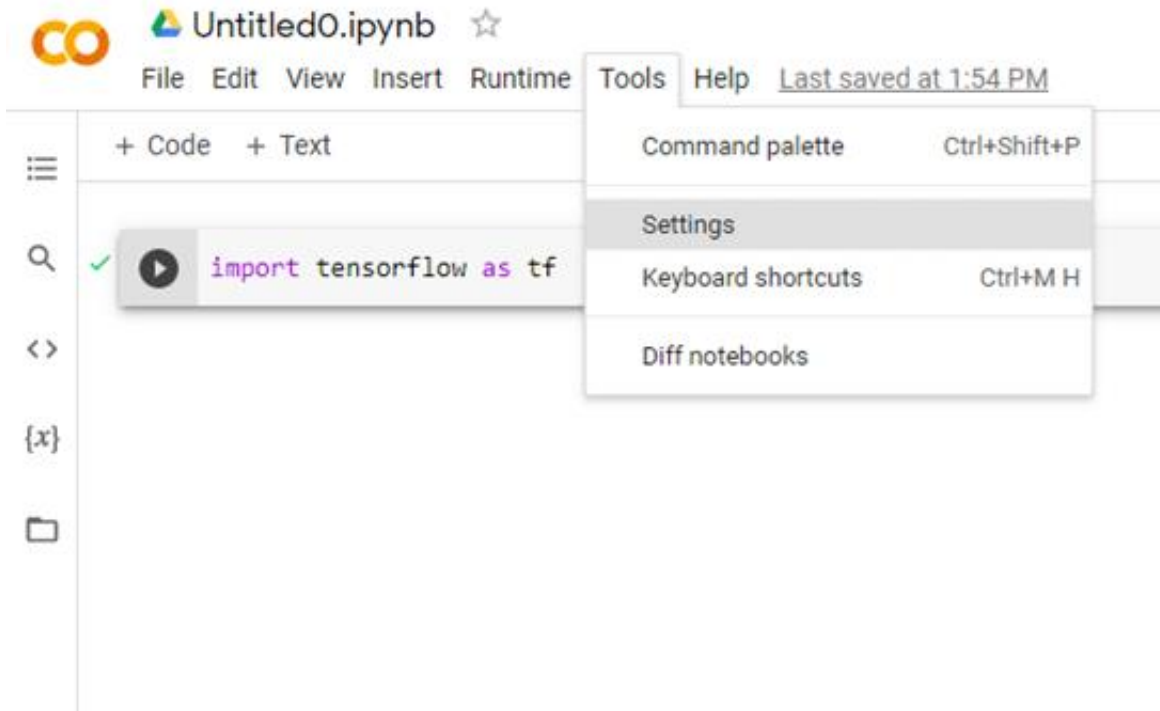 Untitled0.ipynb
File Edit View Insert Runtime Tools Help Last saved at 1:54 PM
+ Code + Text
Command palette Ctrl+Shift+P
Settings
import tensorflow as tf
Keyboard shortcuts Ctrl+M H
Diff notebooks
{x}